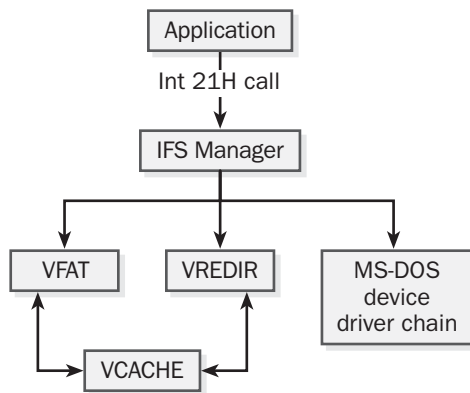 Application
Int 21H call
IFS Manager
VFAT
VREDIR
MS-DOS
device
driver chain
VCACHE